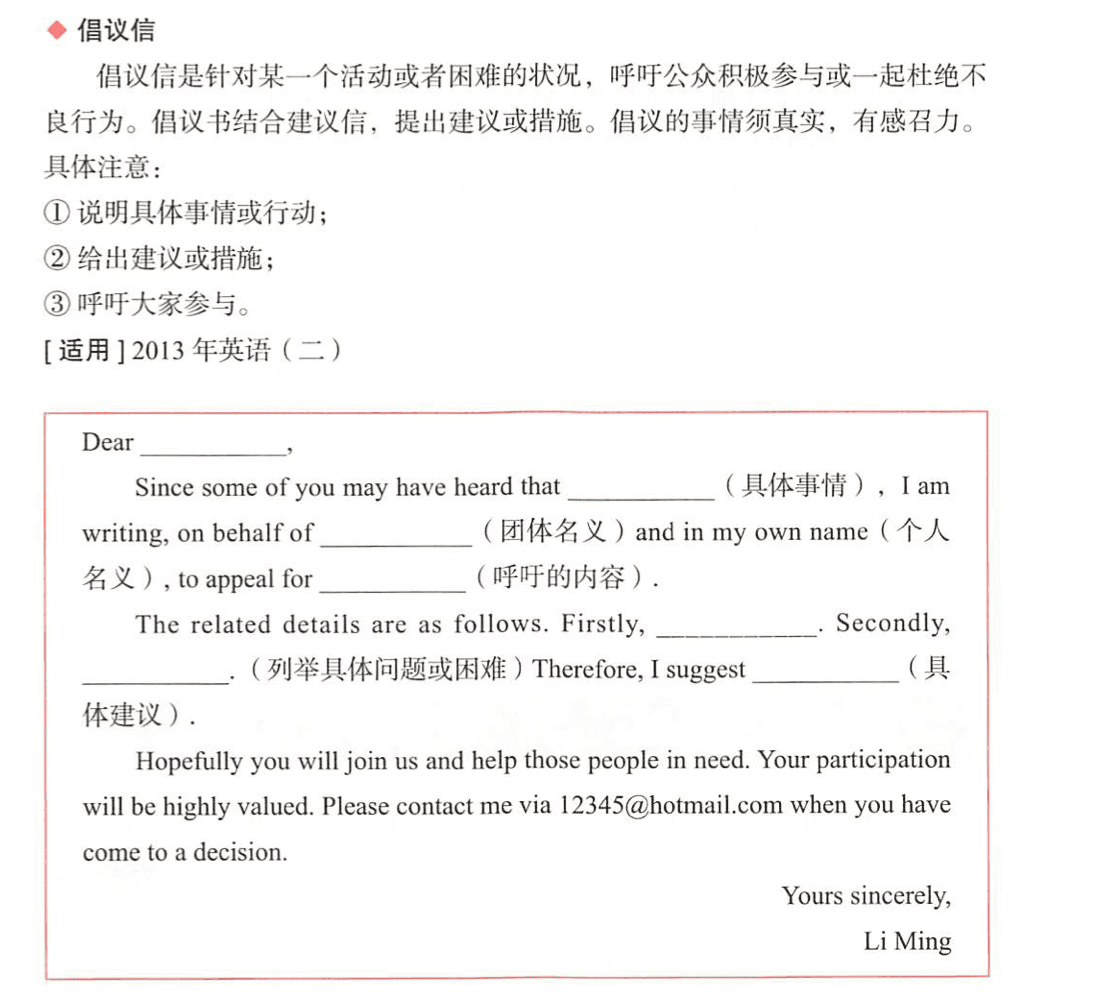 ◆ 倡议信
倡议信是针对某一个活动或者困难的状况，呼吁公众积极参与或一起杜绝不
良行为。倡议书结合建议信，提出建议或措施。倡议的事情须真实，有感召力。
具体注意：
① 说明具体事情或行动；
② 给出建议或措施；
③ 呼吁大家参与。
[ 适用 ] 2013 年英语（二）
Dear ___________,
Since some of you may have heard that ___________（具体事情）, I am
writing, on behalf of ___________（团体名义）and in my own name（个人
名义）, to appeal for ___________（呼吁的内容）.
The related details are as follows. Firstly, ___________. Secondly,
___________.（列举具体问题或困难）Therefore, I suggest ___________（具
体建议）.
Hopefully you will join us and help those people in need. Your participation
will be highly valued. Please contact me via 12345@hotmail.com when you have
come to a decision.
Yours sincerely,
Li Ming